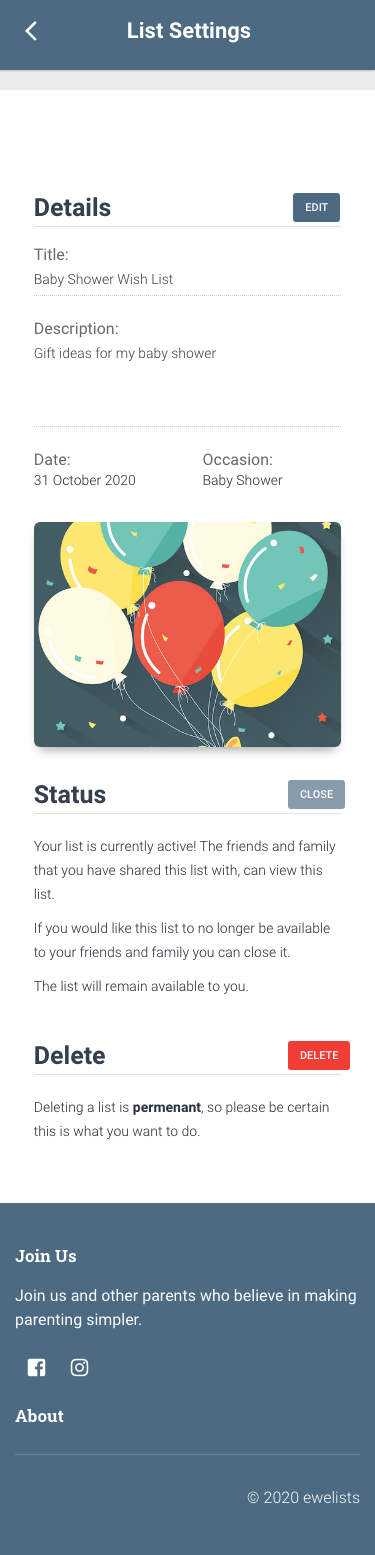 List Settings
Details
EDIT
Title:
Baby Shower Wish List
Description:
Gift ideas for my baby shower
Date:
Occasion:
31 October 2020
Baby Shower
Status
CLOSE
Your list is currently active! The friends and family
that you have shared this list with, can view this
list.
If you would like this list to no longer be available
to your friends and family you can close it.
The list will remain available to you.
Delete
DELETE
Deleting a list is permenant, so please be certain
this is what you want to do.
Join Us
Join us and other parents who believe in making
parenting simpler.
About
© 2020 ewelists